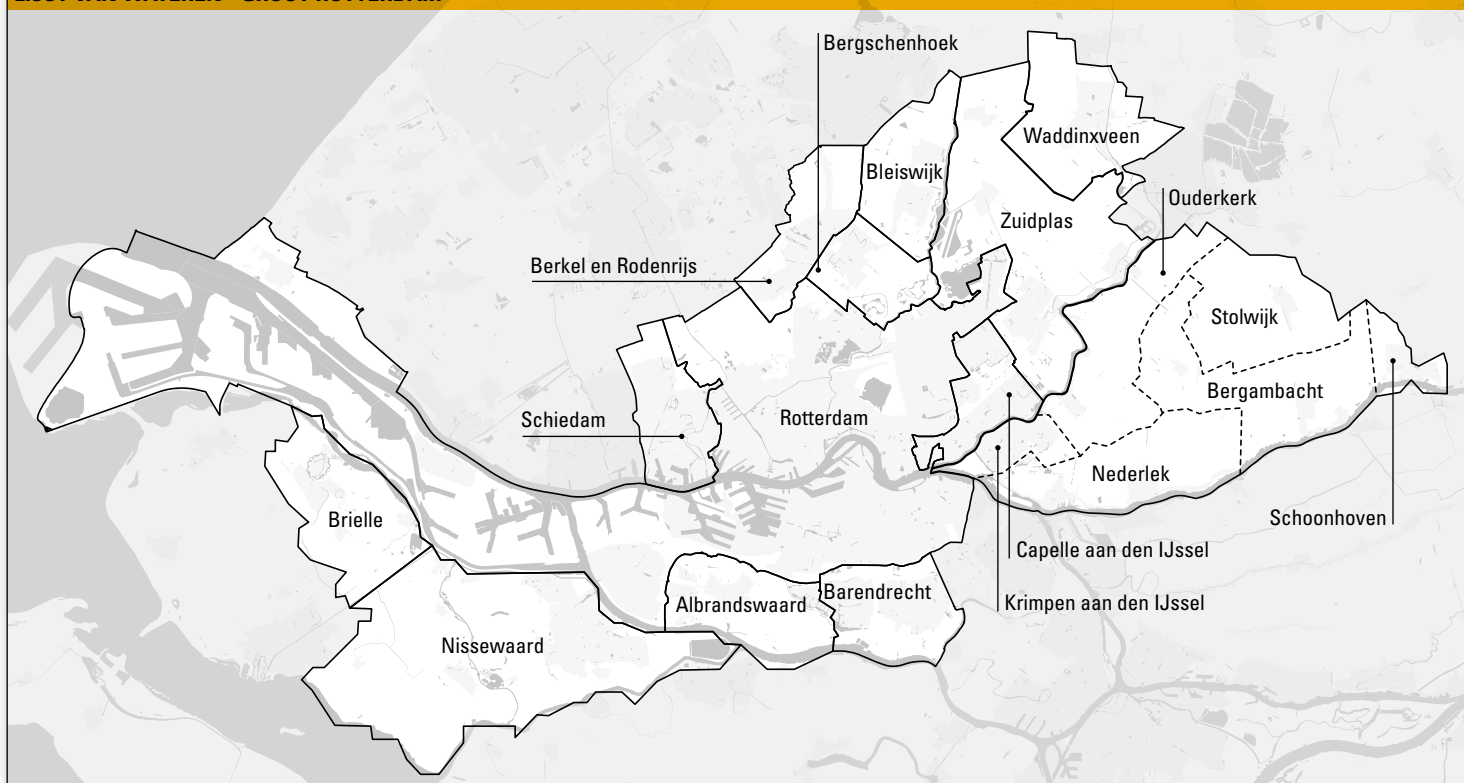 Bergschenhoek
Waddinxveen
Bleiswijk
Ouderkerk
Zuidplas
Berkel en Rodenrijs
Stolwijk
Bergambacht
Schiedam
Rotterdam
Nederlek
Schoonhoven
Brielle
Capelle aan den IJssel
Albrandswaard
Barendrecht
Krimpen aan den IJssel
Nissewaard